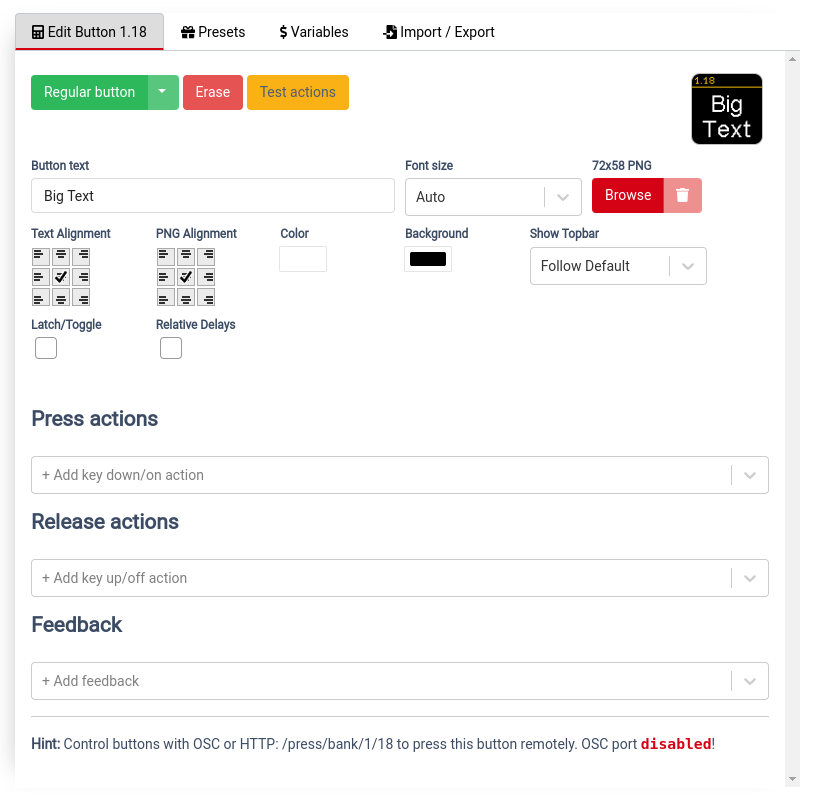 Edit Button 1.18 Presets $ Variables Import / Export
Regular button Erase Test actions
1.18
Big
Text
Button text Font size 72x58 PNG
Big Text Auto Browse
Text Alignment PNG Alignment Color Background Show Topbar
Follow Default
Latch/Toggle Relative Delays
Press actions
+ Add key down/on action
Release actions
+ Add key up/off action
Feedback
+ Add feedback
Hint: Control buttons with OSC or HTTP: /press/bank/1/18 to press this button remotely. OSC port disabled!